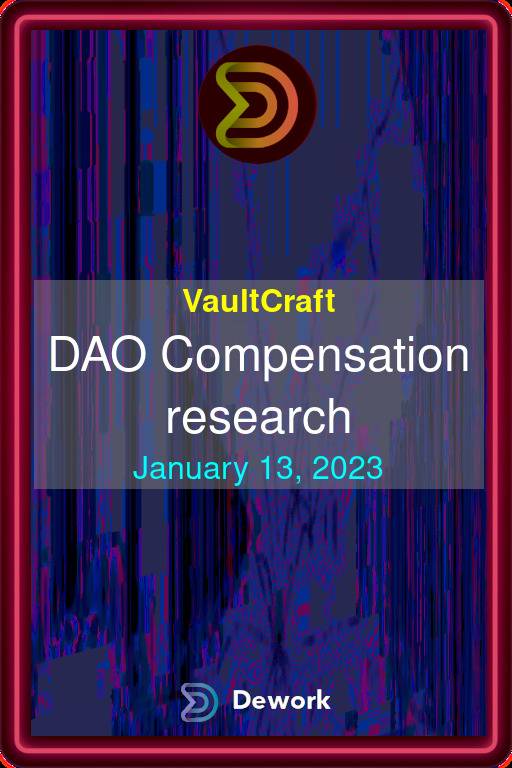 VaultCraft
DAO Compensation
research
January 13, 2023
Dework